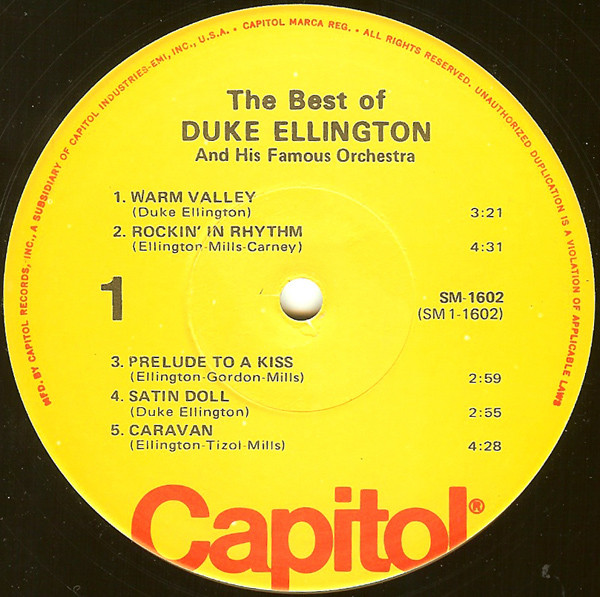 MFD. BY CAPITOL RECORDS, INC., A SUBSIDIARY OF CAPITOL INDUSTRIES-EMI, INC., U.S.A. • CAPITOL MARCA REG. • ALL RIGHTS RESERVED. UNAUTHORIZED DUPLICATION IS A VIOLATION OF APPLICABLE LAWS
The Best of
DUKE ELLINGTON
And His Famous Orchestra
1. WARM VALLEY
(Duke Ellington) 3:21
2. ROCKIN' IN RHYTHM
(Ellington-Mills-Carney) 4:31
1
SM-1602
(SM 1-1602)
3. PRELUDE TO A KISS
(Ellington-Gordon-Mills) 2:59
4. SATIN DOLL
(Duke Ellington) 2:55
5. CARAVAN
(Ellington-Tizol-Mills) 4:28
Capitol®